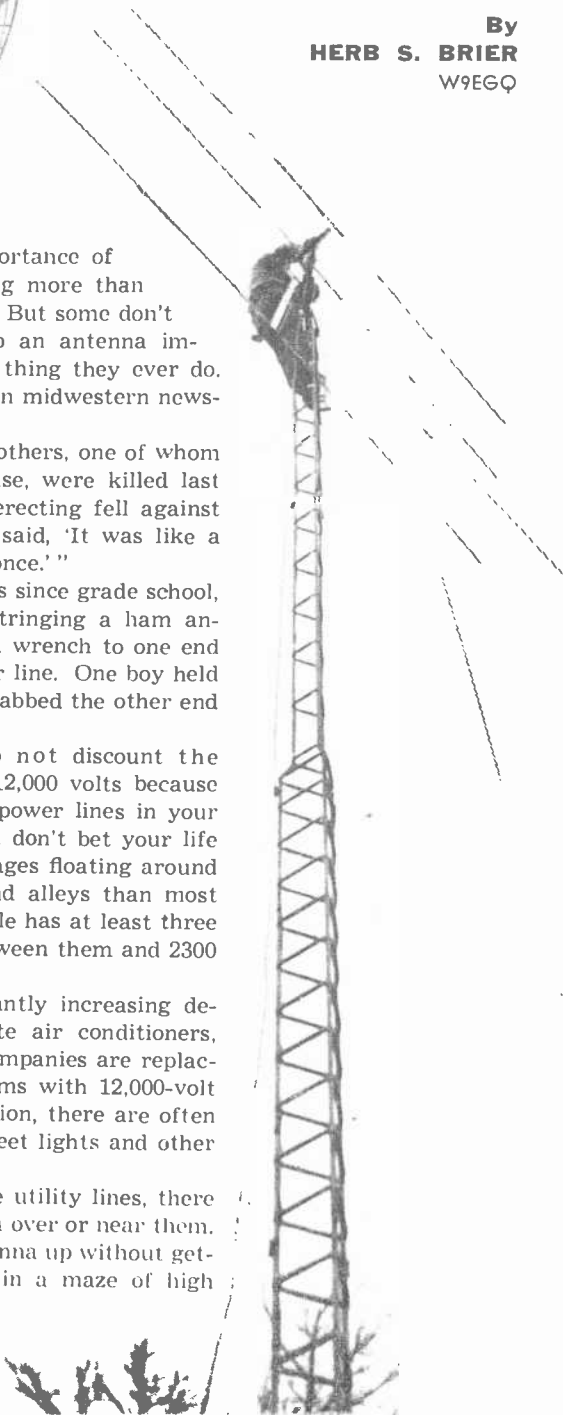 By
HERB S. BRIER
W9EGQ
ortance of
g more than
But some don't
o an antenna im-
thing they ever do.
n midwestern news-
others, one of whom
se, were killed last
erecting fell against
said, 'It was like a
once.' "
s since grade school,
tringing a ham an-
wrench to one end
r line. One boy held
abbed the other end
o not discount the
12,000 volts because
power lines in your
don't bet your life
ages floating around
nd alleys than most
le has at least three
ween them and 2300
antly increasing de-
te air conditioners,
mpanies are replac-
ms with 12,000-volt
ion, there are often
eet lights and other
e utility lines, there
n over or near them.
nna up without get-
in a maze of high